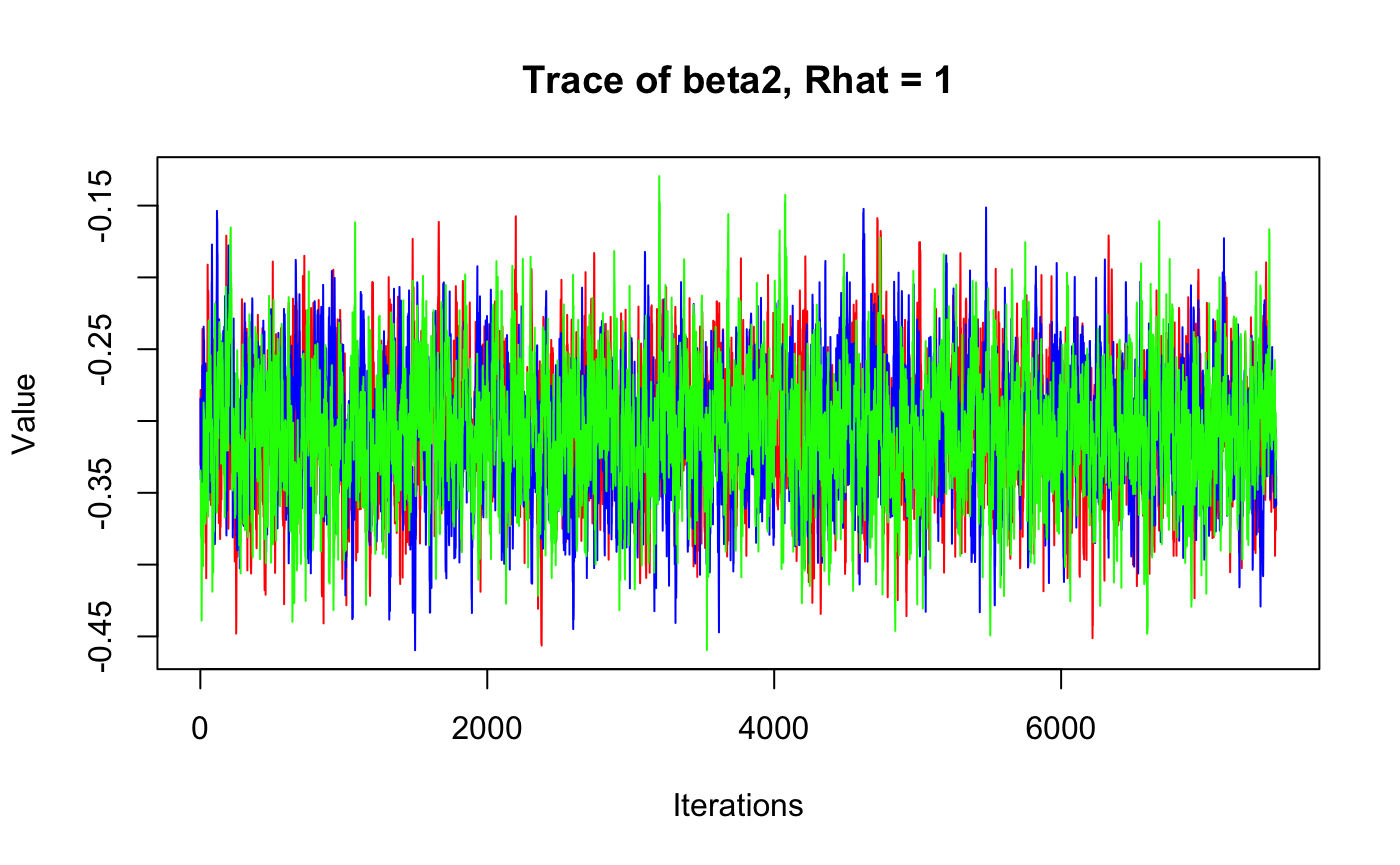 Trace of beta2, Rhat = 1
Value
-0.15
-0.25
-0.35
-0.45
0 2000 4000 6000
Iterations